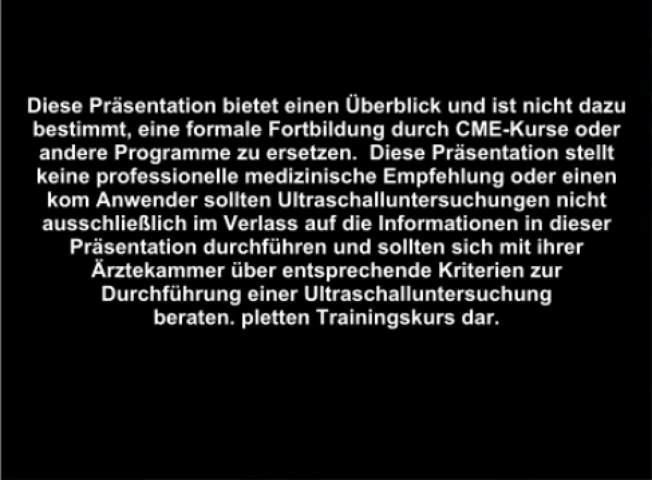 Diese Präsentation bietet einen Überblick und ist nicht dazu
bestimmt, eine formale Fortbildung durch CME-Kurse oder
andere Programme zu ersetzen.  Diese Präsentation stellt
keine professionelle medizinische Empfehlung oder einen
kom Anwender sollten Ultraschalluntersuchungen nicht
ausschließlich im Verlass auf die Informationen in dieser
Präsentation durchführen und sollten sich mit ihrer
Ärztekammer über entsprechende Kriterien zur
Durchführung einer Ultraschalluntersuchung
beraten. pletten Trainingskurs dar.